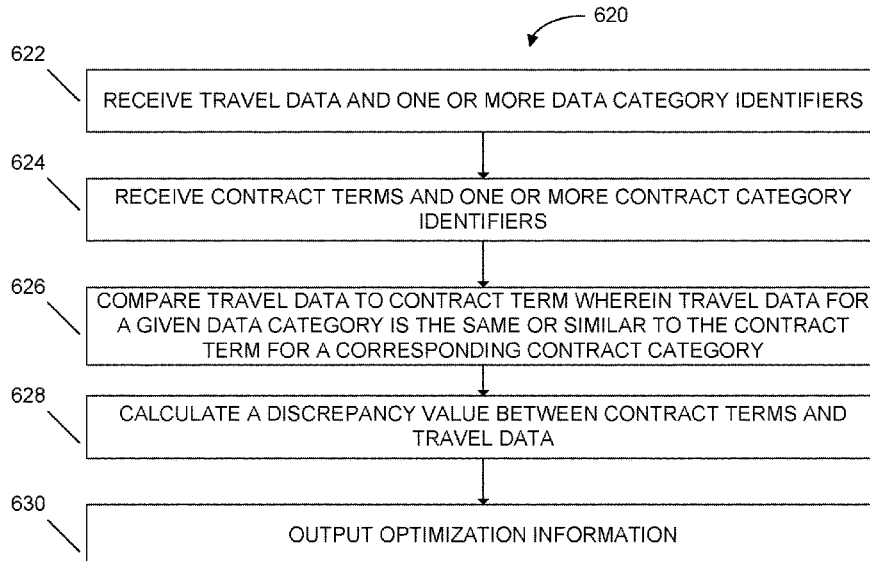 620
622
RECEIVE TRAVEL DATA AND ONE OR MORE DATA CATEGORY IDENTIFIERS
624
RECEIVE CONTRACT TERMS AND ONE OR MORE CONTRACT CATEGORY
IDENTIFIERS
626
COMPARE TRAVEL DATA TO CONTRACT TERM WHEREIN TRAVEL DATA FOR
A GIVEN DATA CATEGORY IS THE SAME OR SIMILAR TO THE CONTRACT
TERM FOR A CORRESPONDING CONTRACT CATEGORY
628
CALCULATE A DISCREPANCY VALUE BETWEEN CONTRACT TERMS AND
TRAVEL DATA
630
OUTPUT OPTIMIZATION INFORMATION